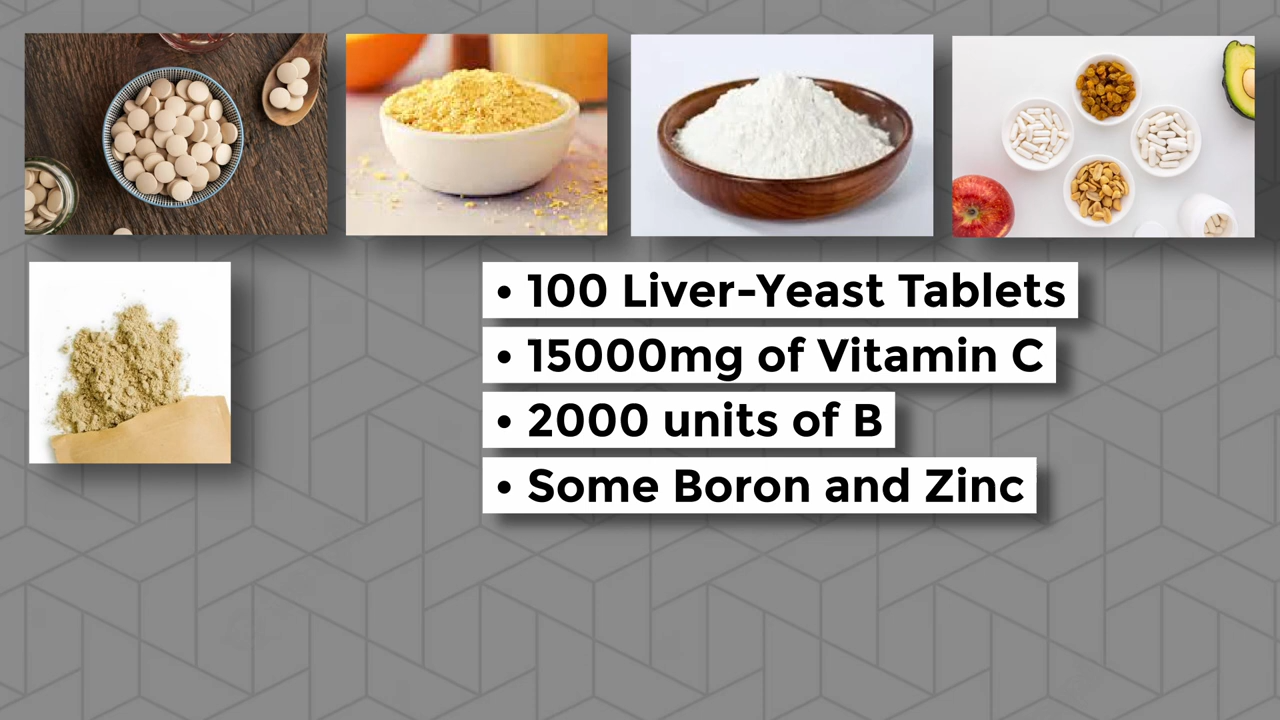 • 100 Liver-Yeast Tablets
• 15000mg of Vitamin C
• 2000 units of B
• Some Boron and Zinc